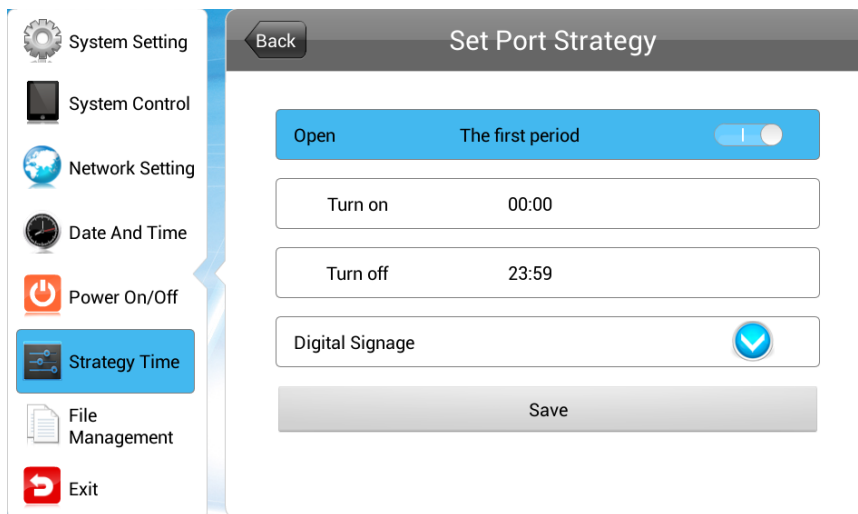 System Setting
System Control
Network Setting
Date And Time
Power On/Off
Strategy Time
File
Management
Exit
Back
Set Port Strategy
Open The first period
Turn on 00:00
Turn off 23:59
Digital Signage
Save